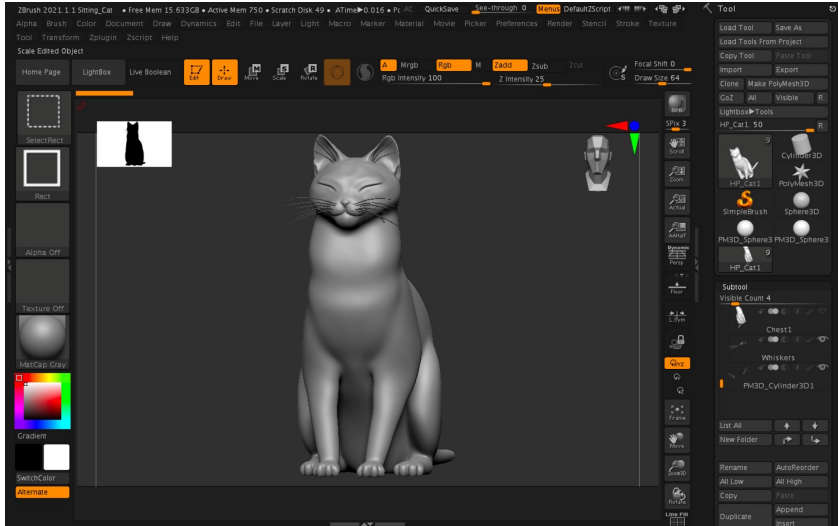 ZBrush 2021.1.1 Sitting_Cat • Free Mem 15.633GB • Active Mem 750 • Scratch Disk 49 • ATime▶0.016 • Pc AC QuickSave See-through 0 Menus DefaultZScript
Alpha Brush Color Document Draw Dynamics Edit File Layer Light Macro Marker Material Movie Picker Preferences Render Stencil Stroke Texture
Tool Transform Zplugin Zscript Help
Scale Edited Object
Home Page
LightBox
Live Boolean
Edit
Draw
Move
Scale
Rotate
A Mrgb Rgb M
Rgb Intensity 100
Zadd Zsub Zcut
Z Intensity 25
S
Focal Shift 0
Draw Size 64
SelectRect
Rect
Alpha Off
Texture Off
MatCap Gray
Gradient
SwitchColor
Alternate
BPR
SPix 3
Scroll
Zoom
Actual
AAHalf
Dynamic
Persp
Floor
L.Sym
Frame
Move
Zoom3D
Rotate
Line Fill
Tool
Load Tool Save As
Load Tools From Project
Copy Tool Paste Tool
Import Export
Clone Make PolyMesh3D
GoZ All Visible R
Lightbox▶Tools
HP_Cat1. 50 R
9
HP_Cat1
Cylinder3D
PolyMesh3D
SimpleBrush
Sphere3D
PM3D_Sphere3 PM3D_Sphere3
9
HP_Cat1
Subtool
Visible Count 4
Chest1
Whiskers
PM3D_Cylinder3D1
List All
New Folder
Rename AutoReorder
All Low All High
Copy Paste
Duplicate
Append
Insert